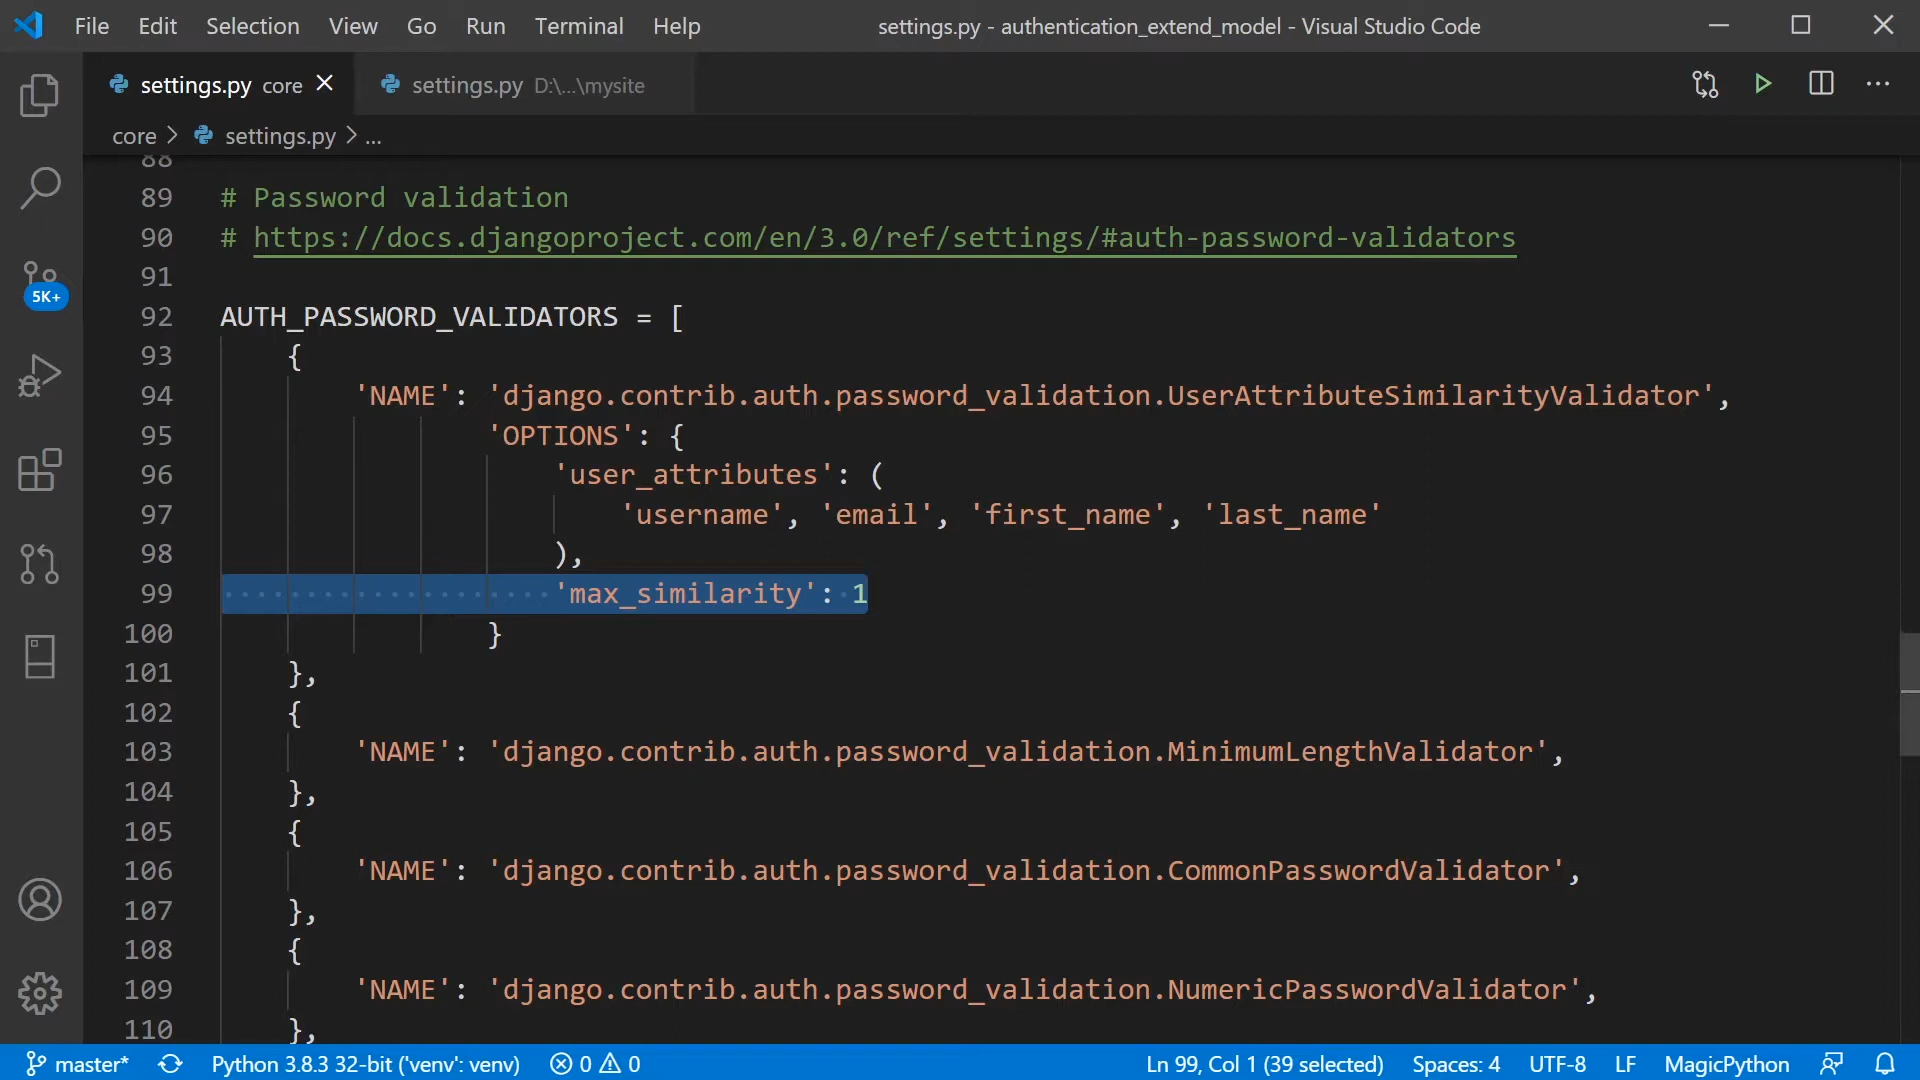 File Edit Selection View Go Run Terminal Help settings.py - authentication_extend_model - Visual Studio Code
settings.py core settings.py D:\...\mysite
core > settings.py > ...
88
89 # Password validation
90 # https://docs.djangoproject.com/en/3.0/ref/settings/#auth-password-validators
91
92 AUTH_PASSWORD_VALIDATORS = [
93 {
94 'NAME': 'django.contrib.auth.password_validation.UserAttributeSimilarityValidator',
95 'OPTIONS': {
96 'user_attributes': (
97 'username', 'email', 'first_name', 'last_name'
98 ),
99 'max_similarity': 1
100 }
101 },
102 {
103 'NAME': 'django.contrib.auth.password_validation.MinimumLengthValidator',
104 },
105 {
106 'NAME': 'django.contrib.auth.password_validation.CommonPasswordValidator',
107 },
108 {
109 'NAME': 'django.contrib.auth.password_validation.NumericPasswordValidator',
110 },
5K+
master* Python 3.8.3 32-bit ('venv': venv) 0 0 Ln 99, Col 1 (39 selected) Spaces: 4 UTF-8 LF MagicPython